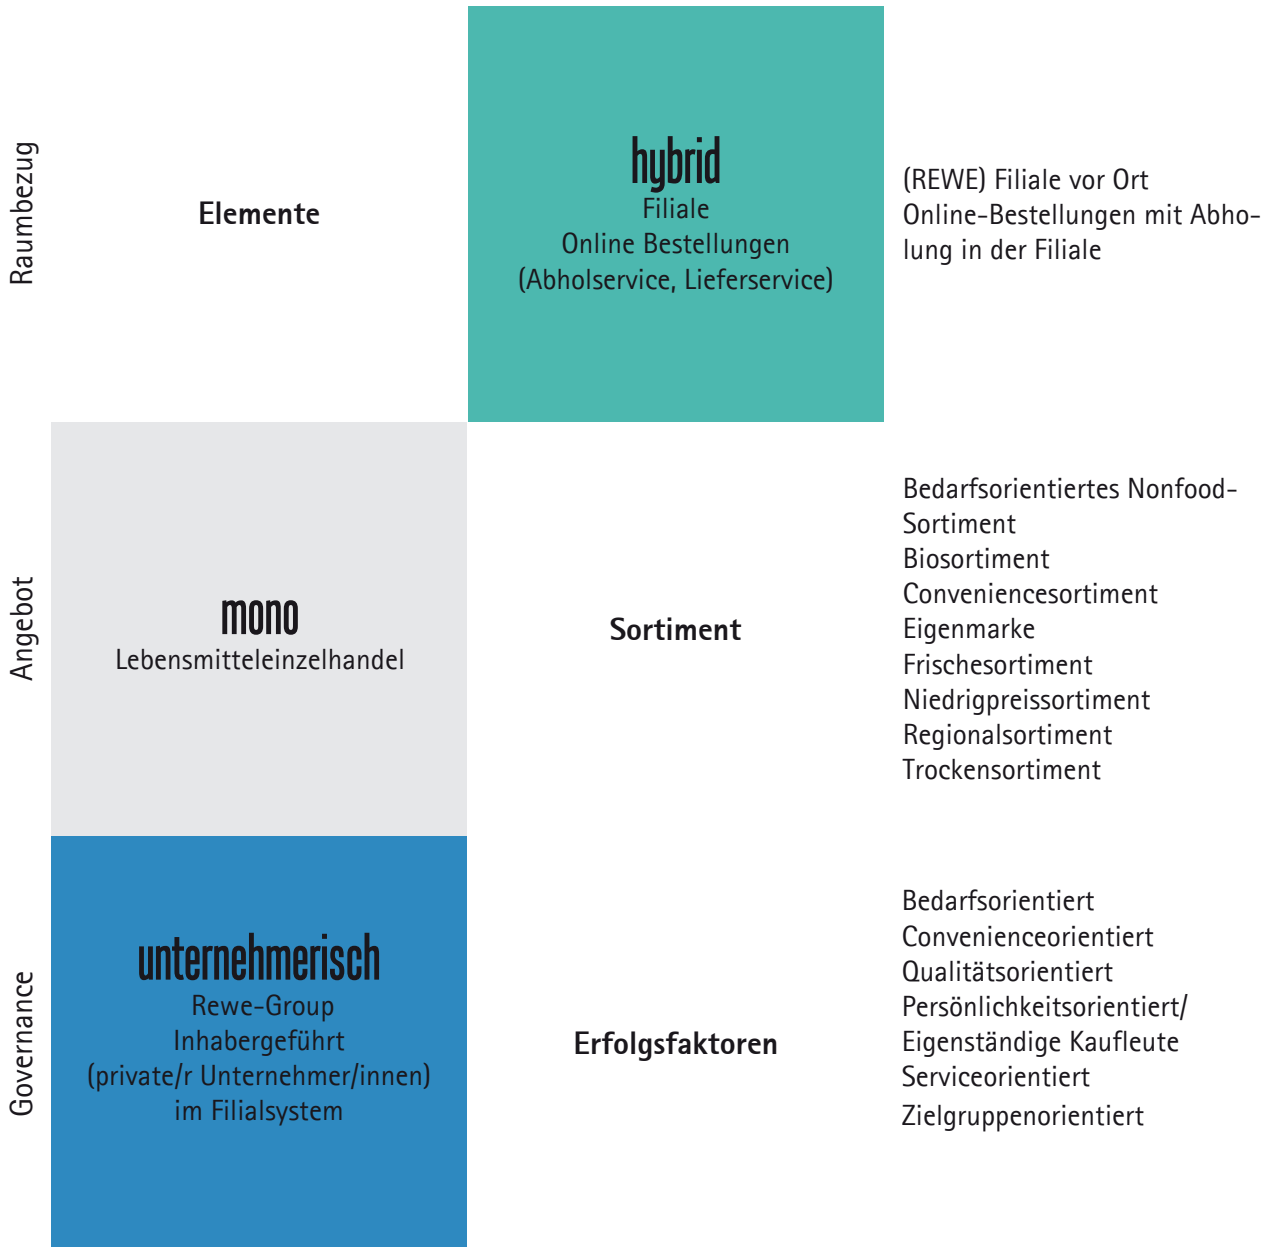 Raumbezug
Elemente
hybrid
Filiale
Online Bestellungen
(Abholservice, Lieferservice)
(REWE) Filiale vor Ort
Online-Bestellungen mit Abho-
lung in der Filiale
Angebot
mono
Lebensmitteleinzelhandel
Sortiment
Bedarfsorientiertes Nonfood-
Sortiment
Biosortiment
Conveniencesortiment
Eigenmarke
Frischesortiment
Niedrigpreissortiment
Regionalsortiment
Trockensortiment
Governance
unternehmerisch
Rewe-Group
Inhabergeführt
(private/r Unternehmer/innen)
im Filialsystem
Erfolgsfaktoren
Bedarfsorientiert
Convenienceorientiert
Qualitätsorientiert
Persönlichkeitsorientiert/
Eigenständige Kaufleute
Serviceorientiert
Zielgruppenorientiert